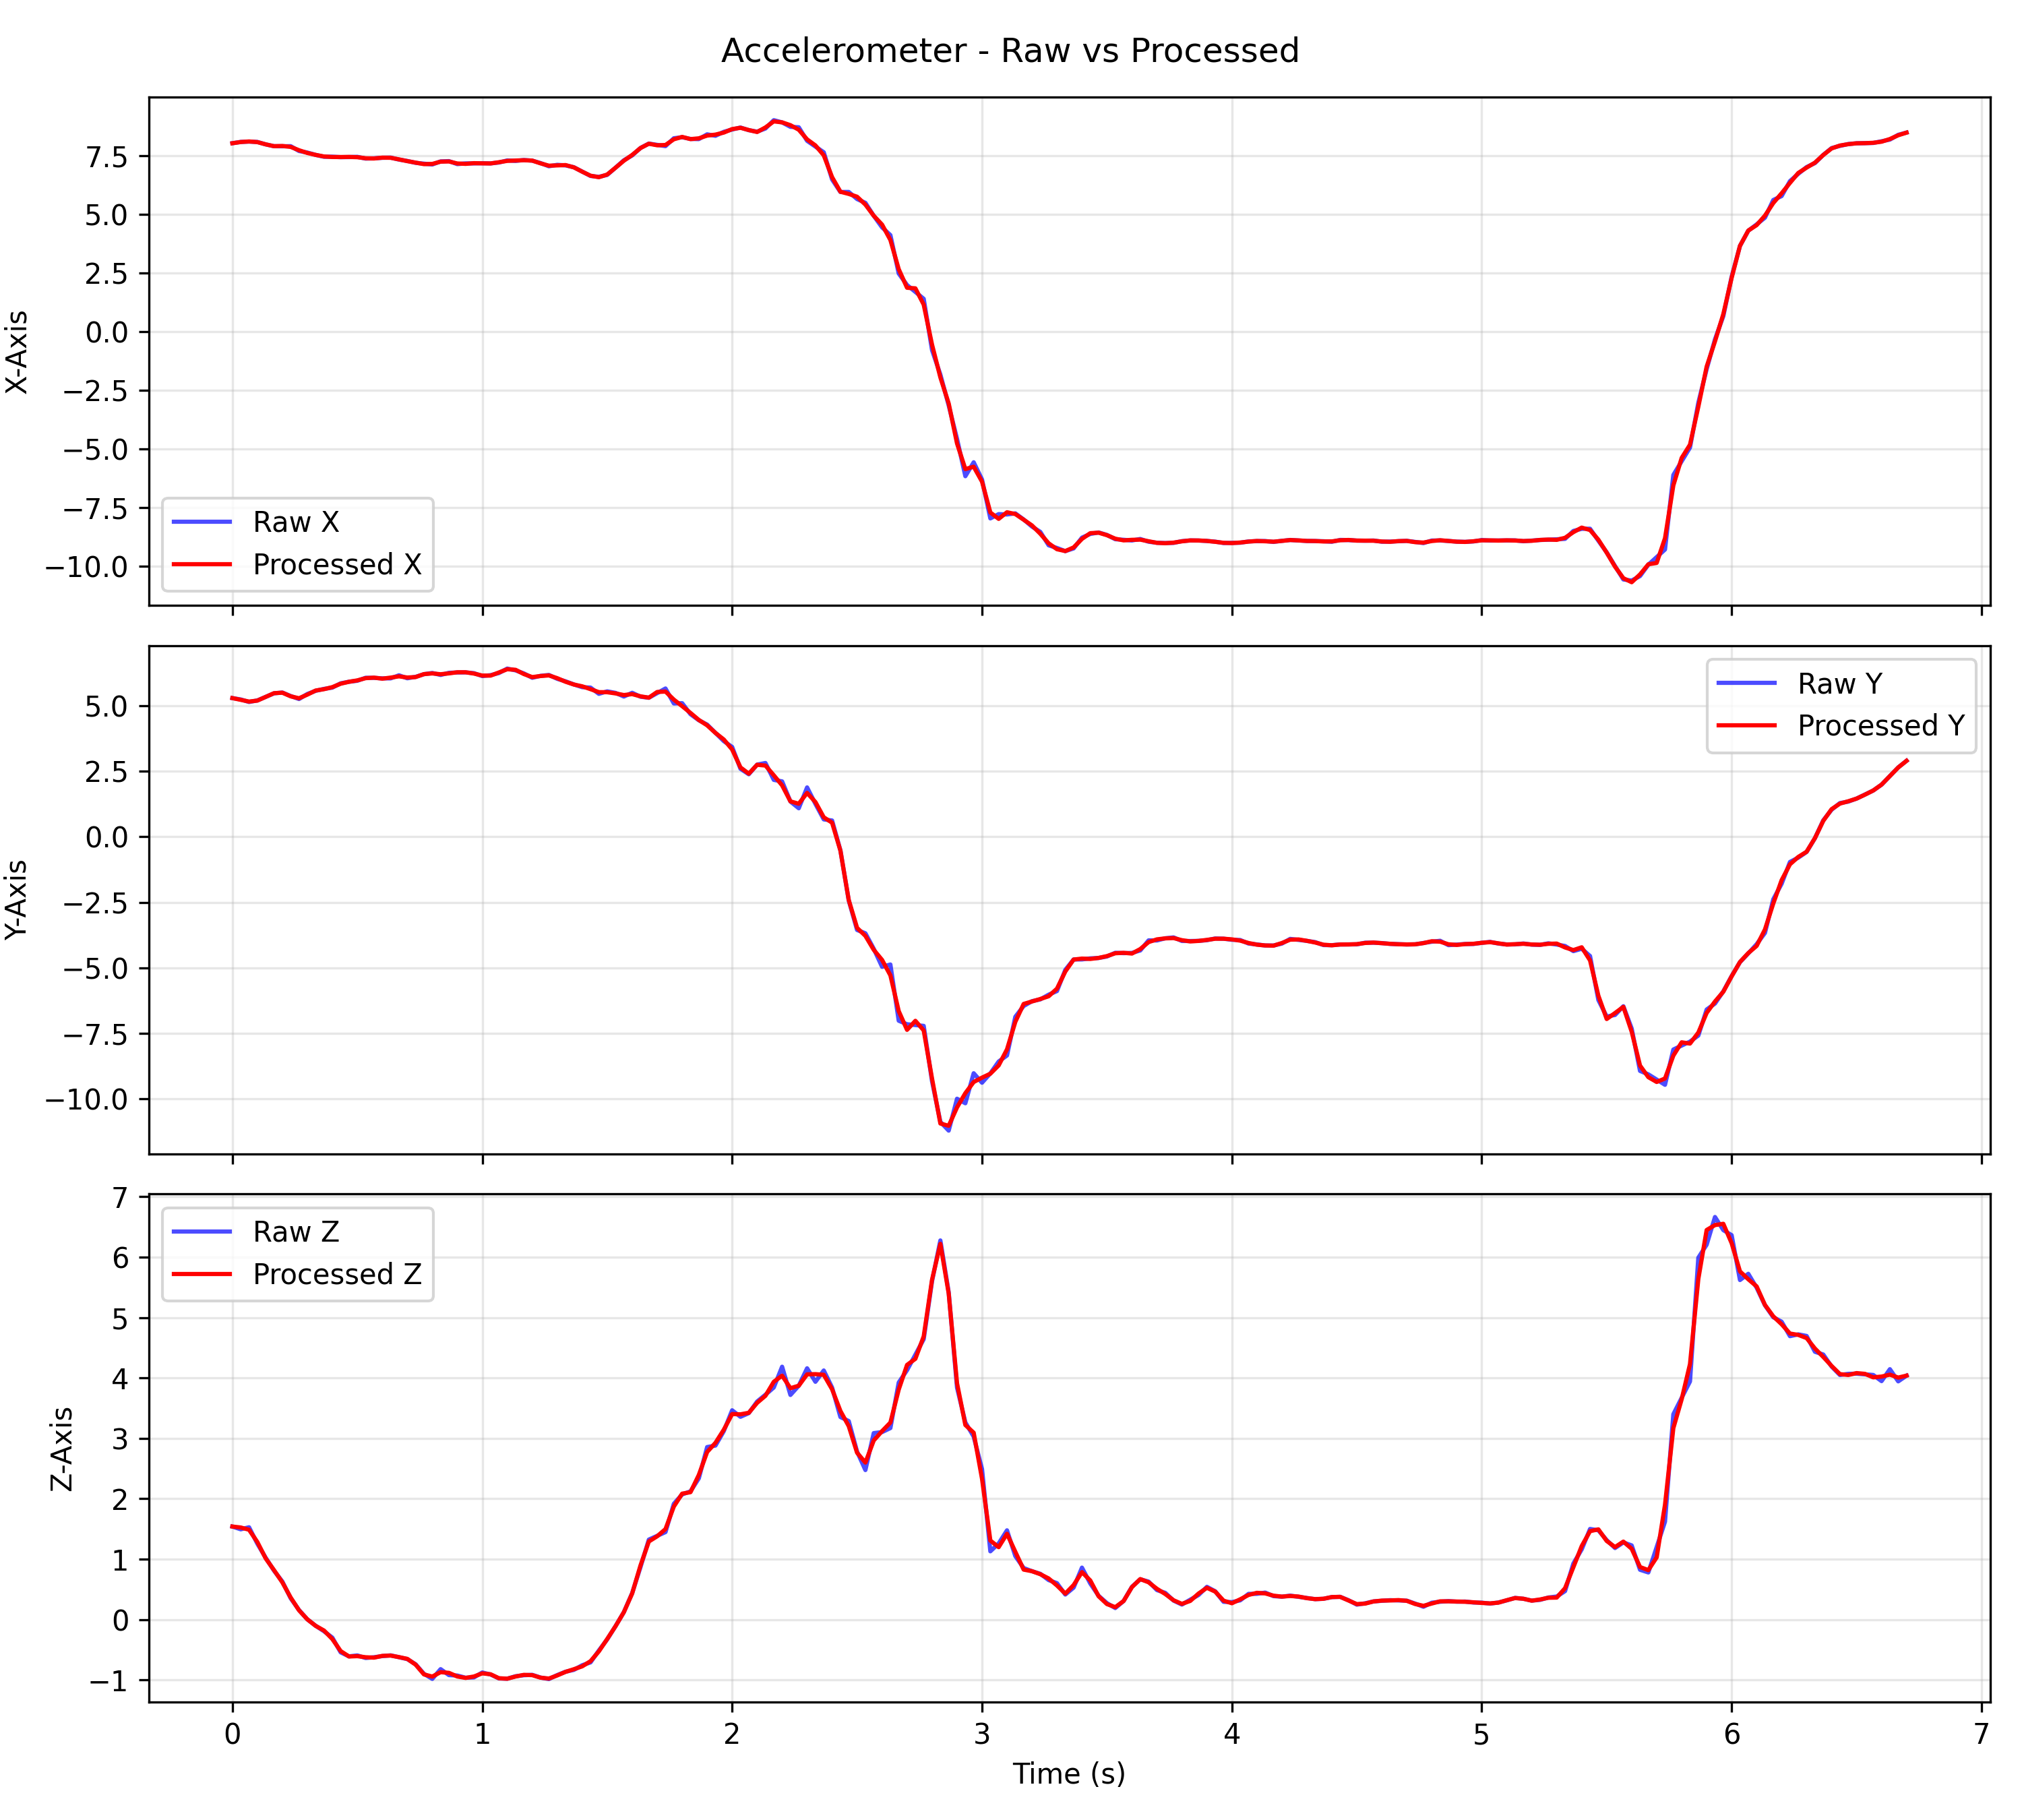 Accelerometer - Raw vs Processed
X-Axis
7.5
5.0
2.5
0.0
−2.5
−5.0
−7.5
−10.0
Raw X
Processed X
Y-Axis
5.0
2.5
0.0
−2.5
−5.0
−7.5
−10.0
Raw Y
Processed Y
Z-Axis
7
6
5
4
3
2
1
0
−1
Raw Z
Processed Z
0 1 2 3 4 5 6 7
Time (s)